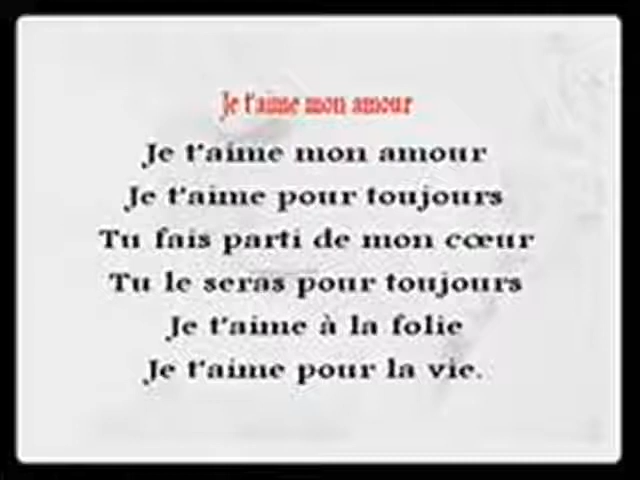 Je t'aime mon amour
Je t'aime mon amour
Je t'aime pour toujours
Tu fais parti de mon cœur
Tu le seras pour toujours
Je t'aime à la folie
Je t'aime pour la vie.